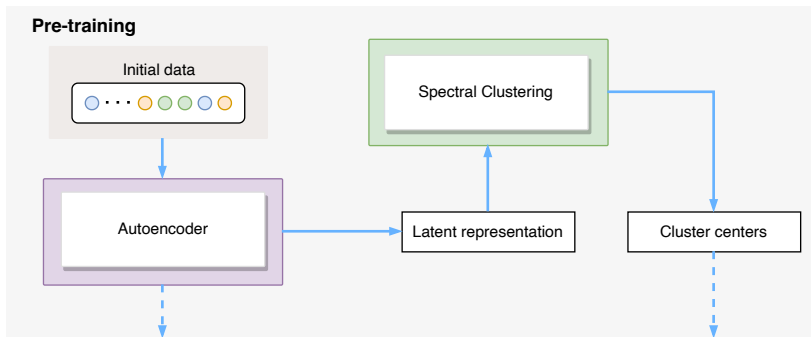 Pre-training
Initial data
Spectral Clustering
Autoencoder
Latent representation
Cluster centers